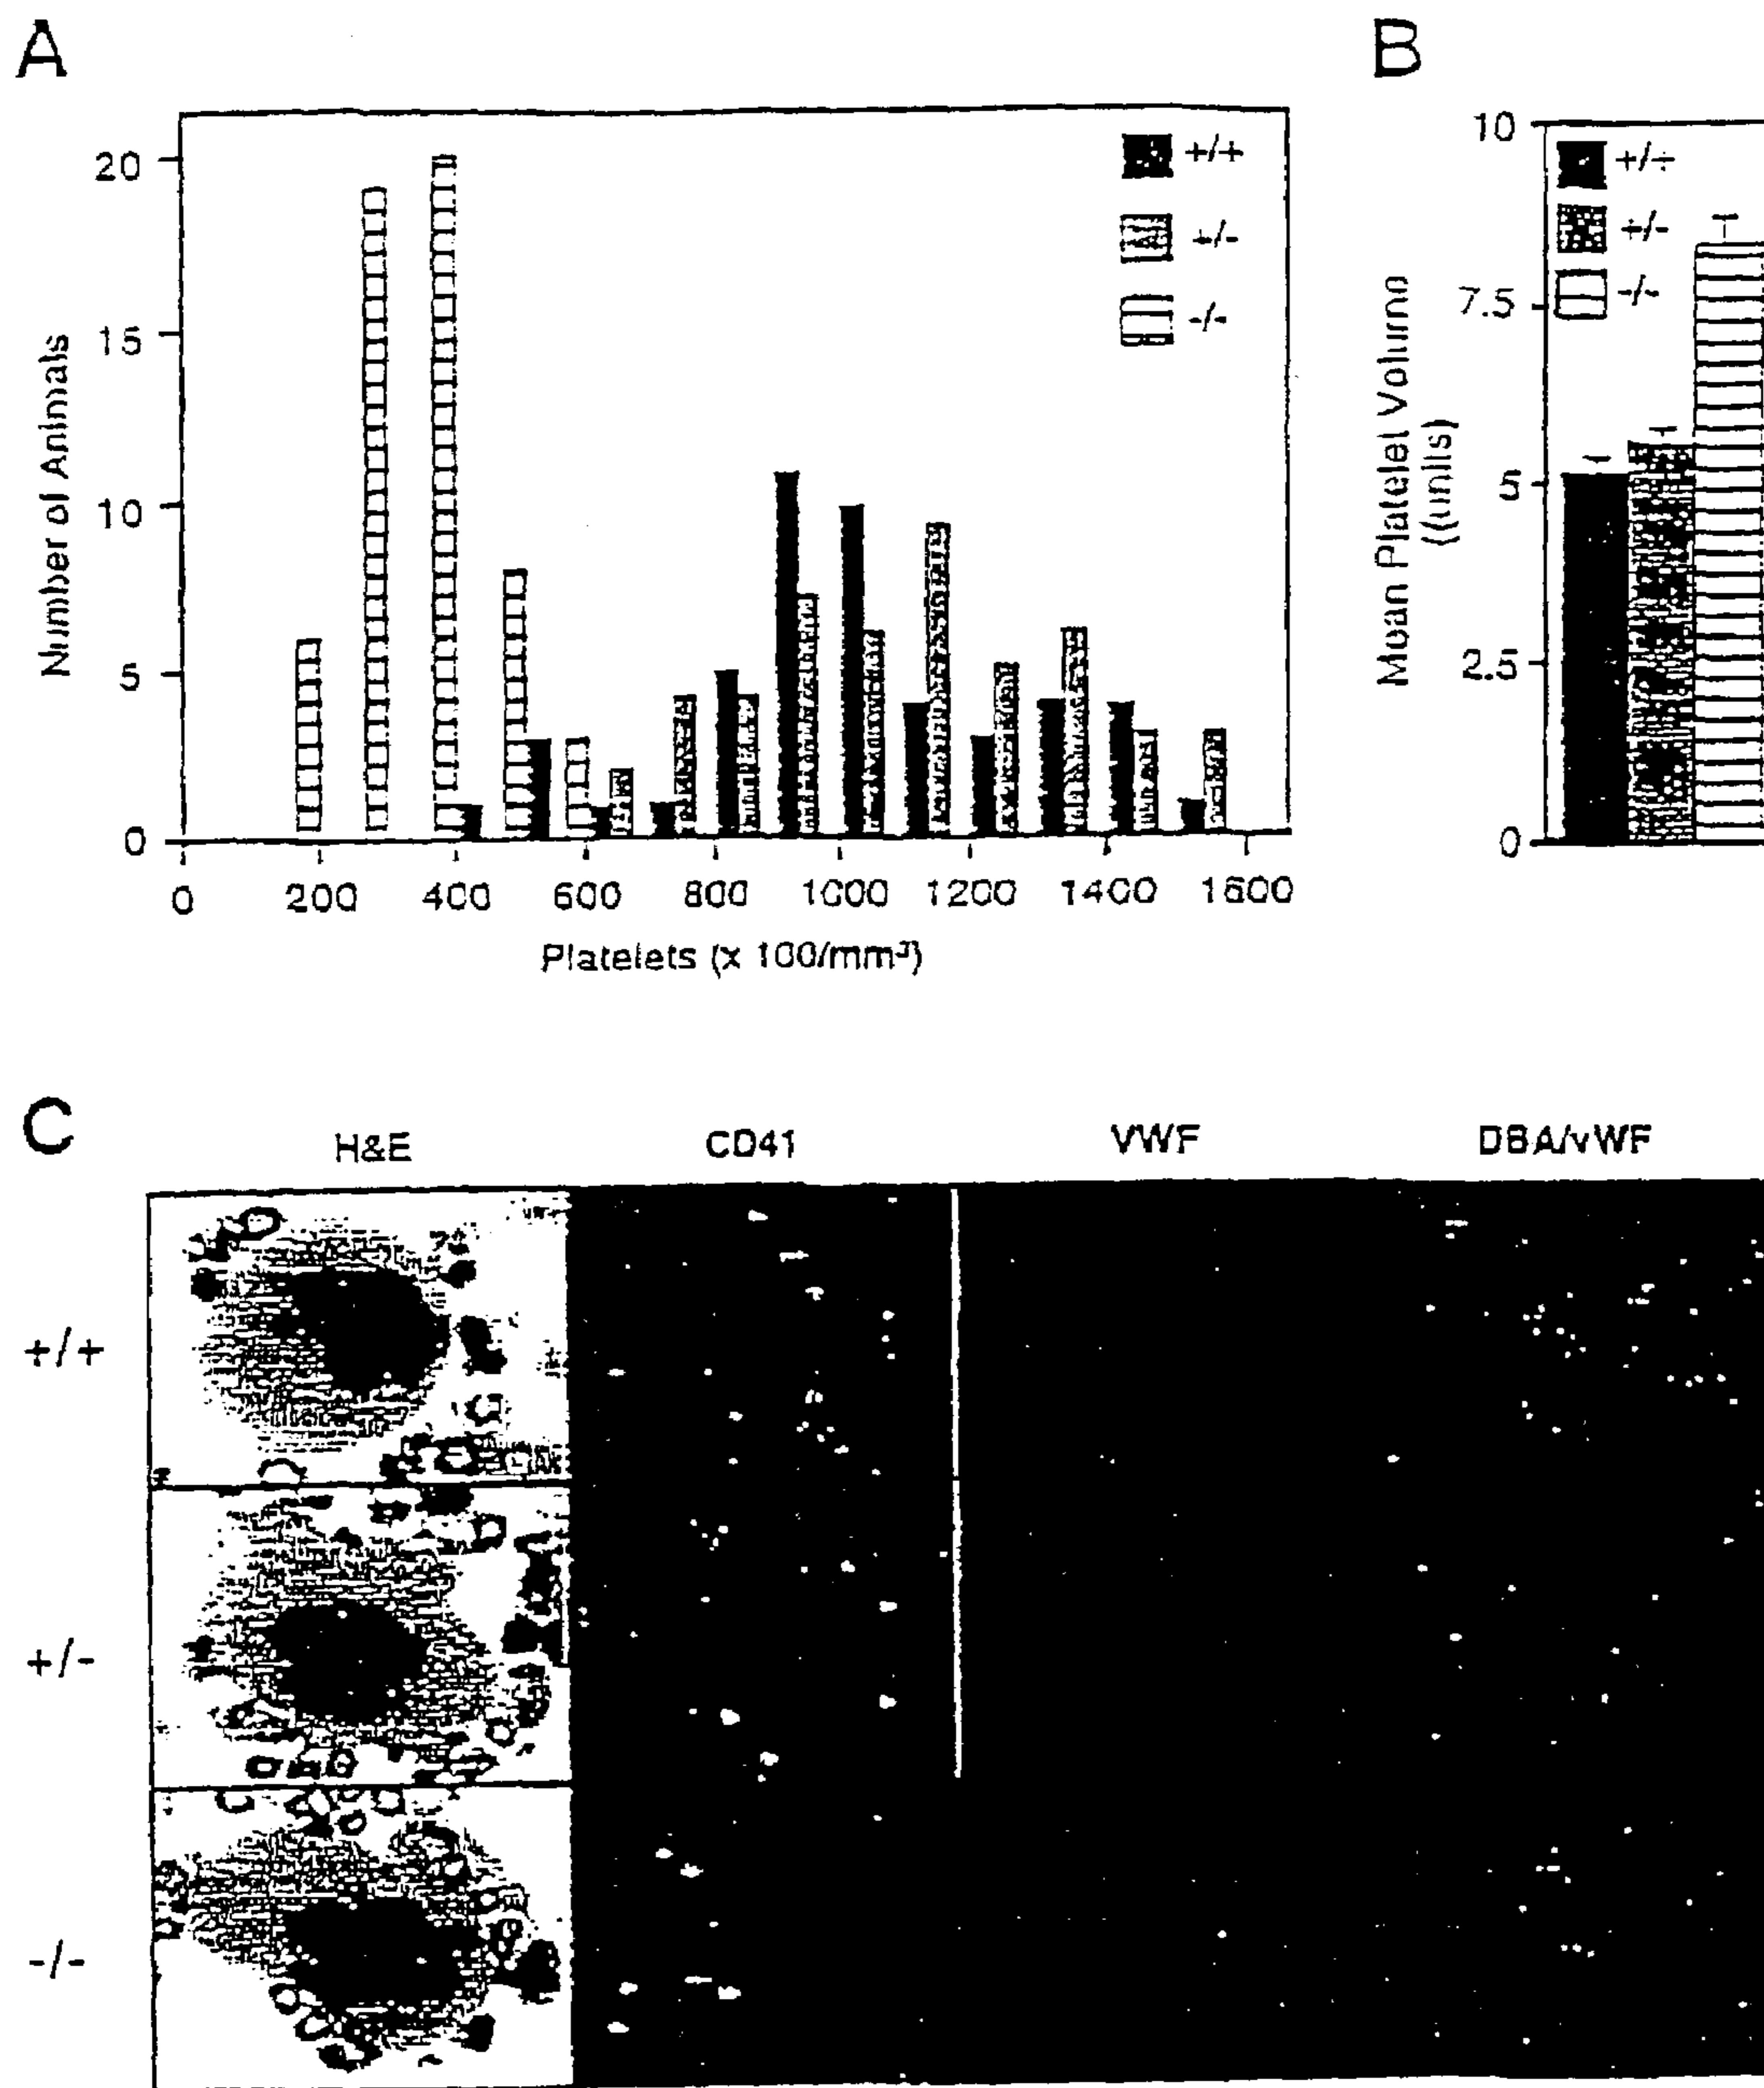 A
20
15
10
5
0
Number of Animals
+/+
+/-
-/-
0 200 400 600 800 1000 1200 1400 1600
Platelets (x 100/mm³)
B
10
7.5
5
2.5
0
Mean Platelet Volume
((units)
+/+
+/-
-/-
C
H&E CD41 VWF DBA/vWF
+/+
+/-
-/-